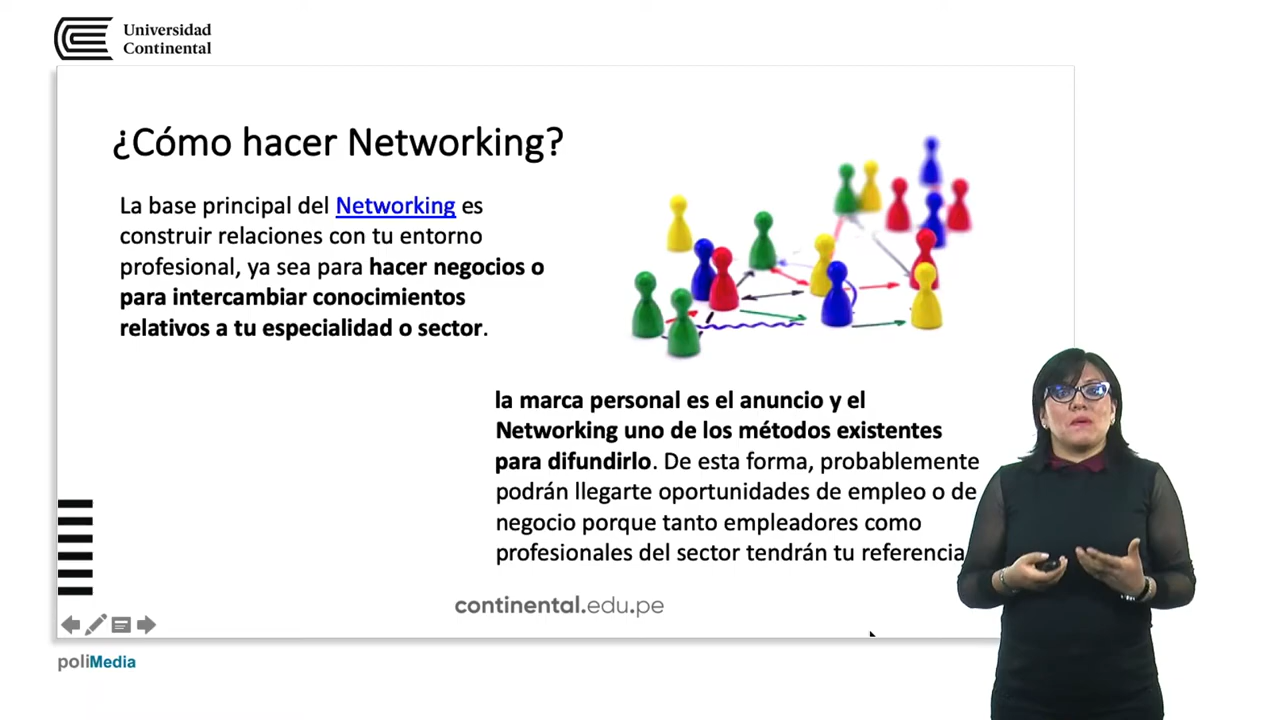 Universidad
Continental
¿Cómo hacer Networking?
La base principal del Networking es
construir relaciones con tu entorno
profesional, ya sea para hacer negocios o
para intercambiar conocimientos
relativos a tu especialidad o sector.
la marca personal es el anuncio y el
Networking uno de los métodos existentes
para difundirlo. De esta forma, probablemente
podrán llegarte oportunidades de empleo o de
negocio porque tanto empleadores como
profesionales del sector tendrán tu referencia
continental.edu.pe
poliMedia